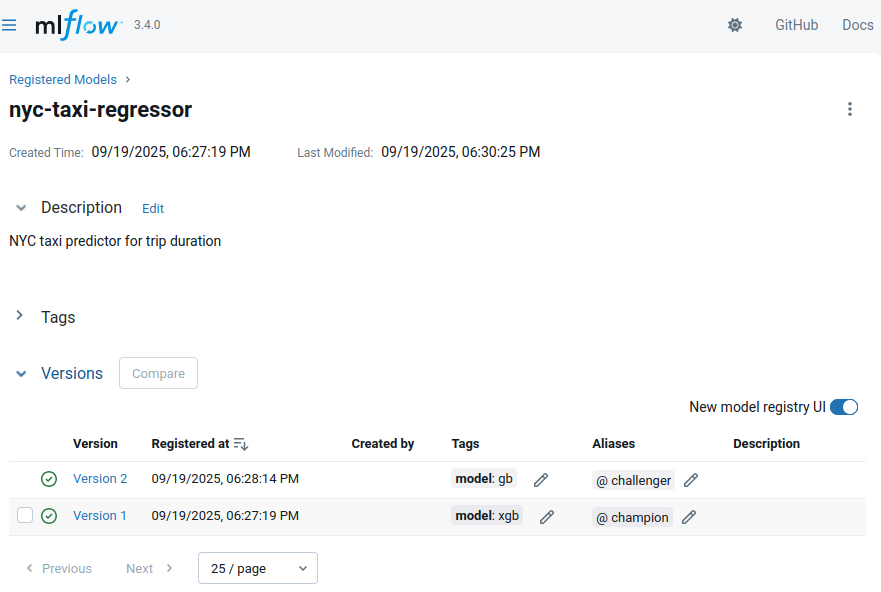 mlflow 3.4.0 GitHub Docs
Registered Models
nyc-taxi-regressor
Created Time: 09/19/2025, 06:27:19 PM Last Modified: 09/19/2025, 06:30:25 PM
Description Edit
NYC taxi predictor for trip duration
Tags
Versions Compare
New model registry UI
Version Registered at Created by Tags Aliases Description
Version 2 09/19/2025, 06:28:14 PM model: gb @ challenger
Version 1 09/19/2025, 06:27:19 PM model: xgb @ champion
Previous Next 25 / page